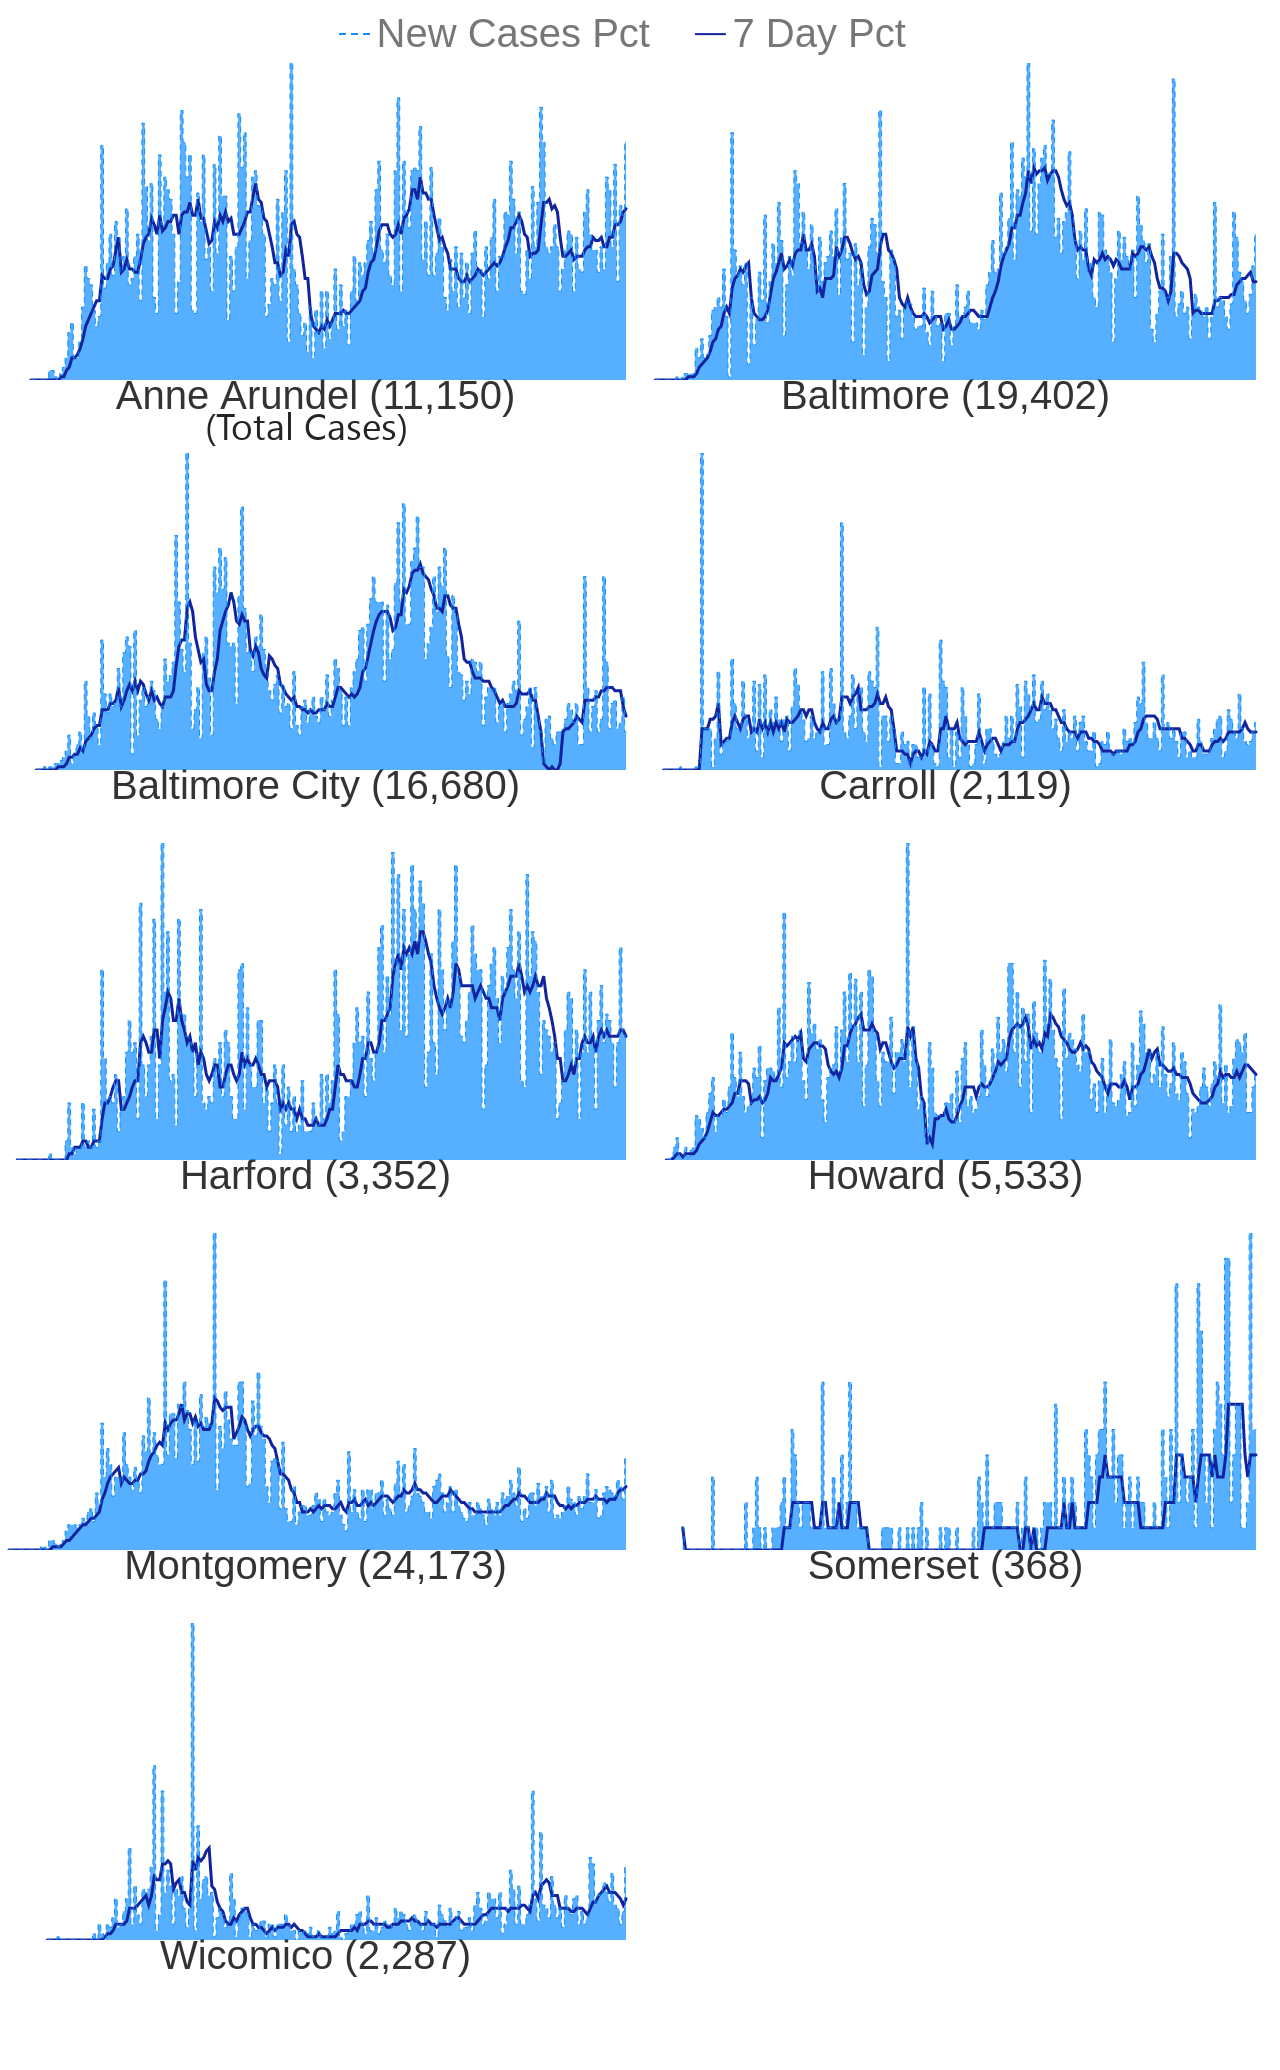 New Cases Pct 7 Day Pct
Anne Arundel (11,150) Baltimore (19,402)
(Total Cases)
Baltimore City (16,680) Carroll (2,119)
Harford (3,352) Howard (5,533)
Montgomery (24,173) Somerset (368)
Wicomico (2,287)